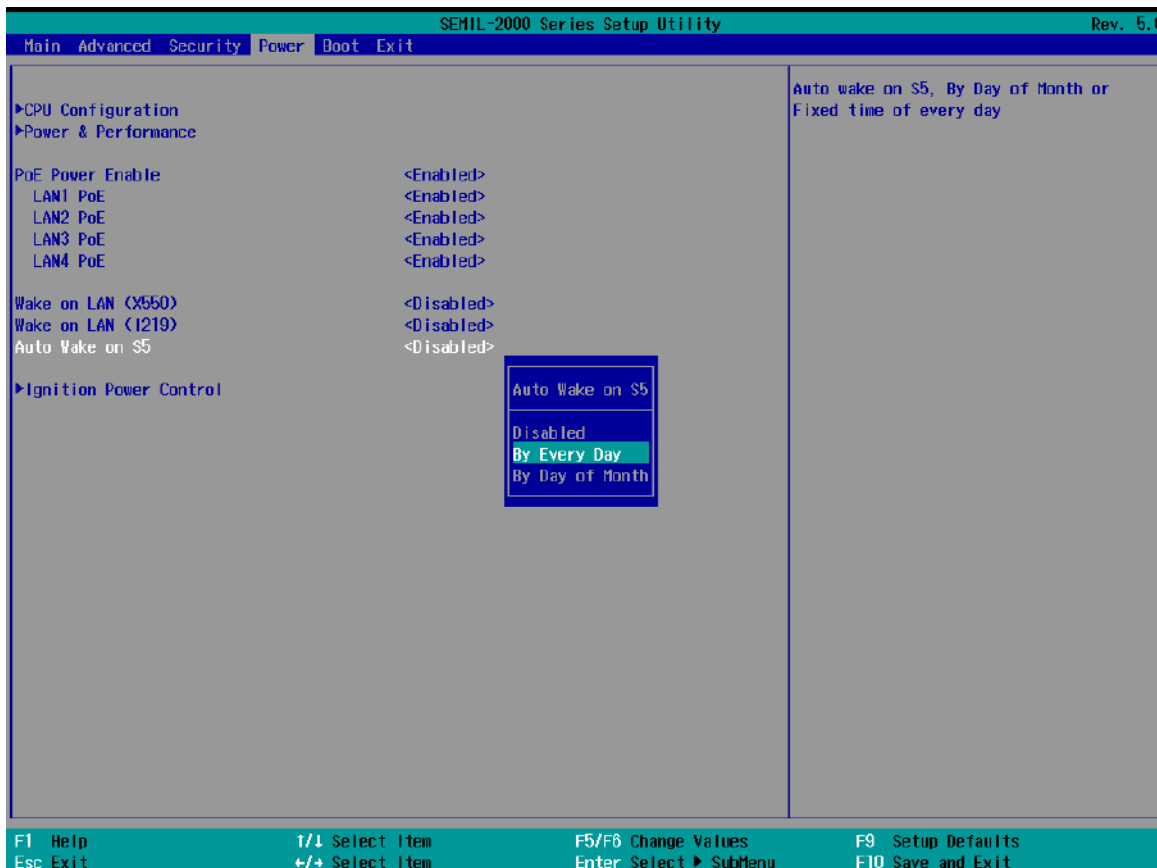 SEMIL-2000 Series Setup Utility Rev. 5.
Main Advanced Security Power Boot Exit
Auto wake on S5, By Day of Month or
Fixed time of every day
►CPU Configuration
►Power & Performance
PoE Power Enable <Enabled>
LAN1 PoE <Enabled>
LAN2 PoE <Enabled>
LAN3 PoE <Enabled>
LAN4 PoE <Enabled>
Wake on LAN (X550) <Disabled>
Wake on LAN (I219) <Disabled>
Auto Wake on S5 <Disabled>
►Ignition Power Control
Auto Wake on S5
Disabled
By Every Day
By Day of Month
F1 Help ↑/↓ Select Item F5/F6 Change Values F9 Setup Defaults
Esc Exit ←/→ Select Item Enter Select ► SubMenu F10 Save and Exit